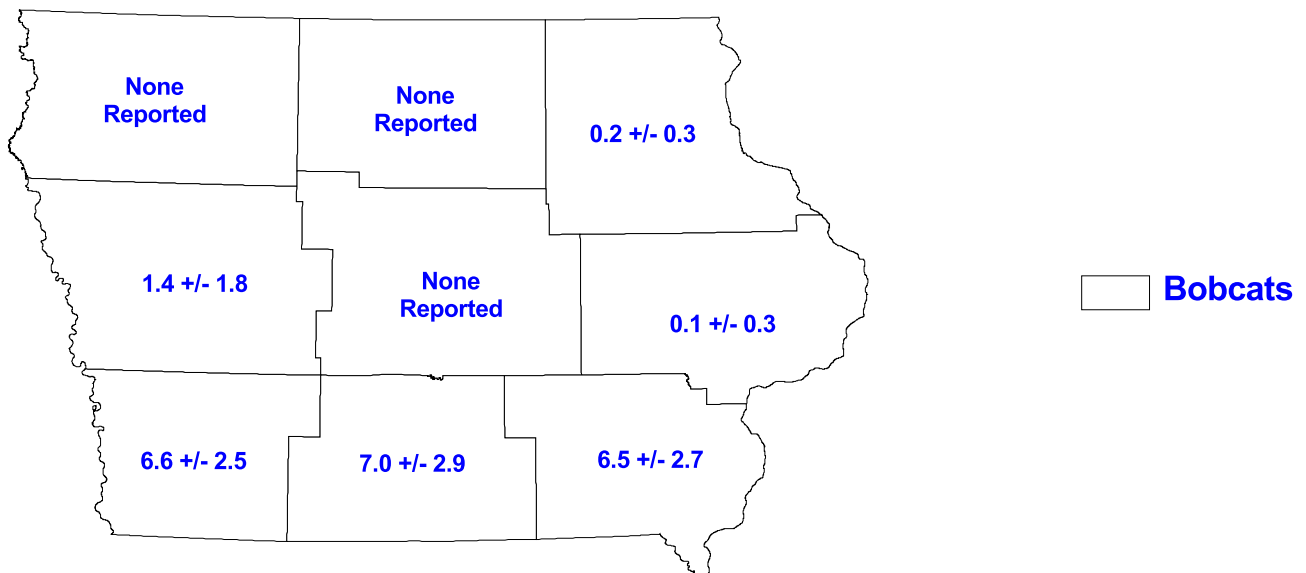 None
Reported
None
Reported
0.2 +/- 0.3
1.4 +/- 1.8
None
Reported
0.1 +/- 0.3
Bobcats
6.6 +/- 2.5
7.0 +/- 2.9
6.5 +/- 2.7